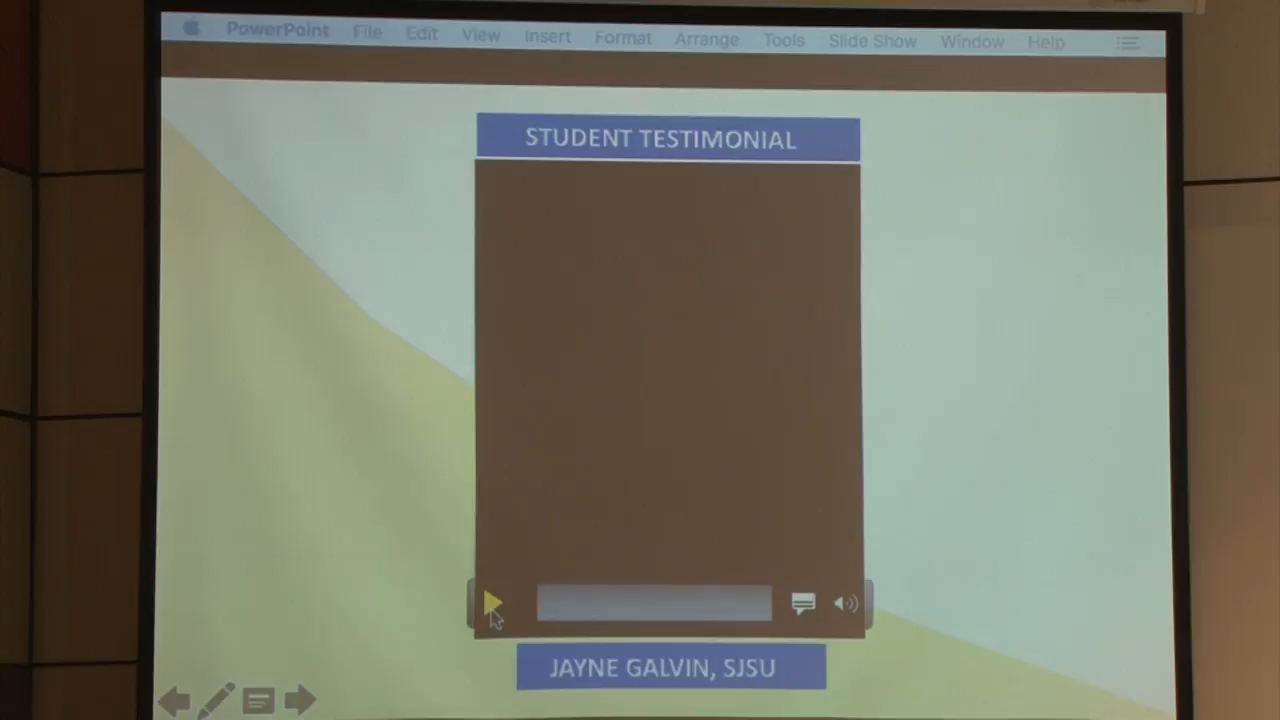 PowerPoint File Edit View Insert Format Arrange Tools Slide Show Window Help
STUDENT TESTIMONIAL
JAYNE GALVIN, SJSU